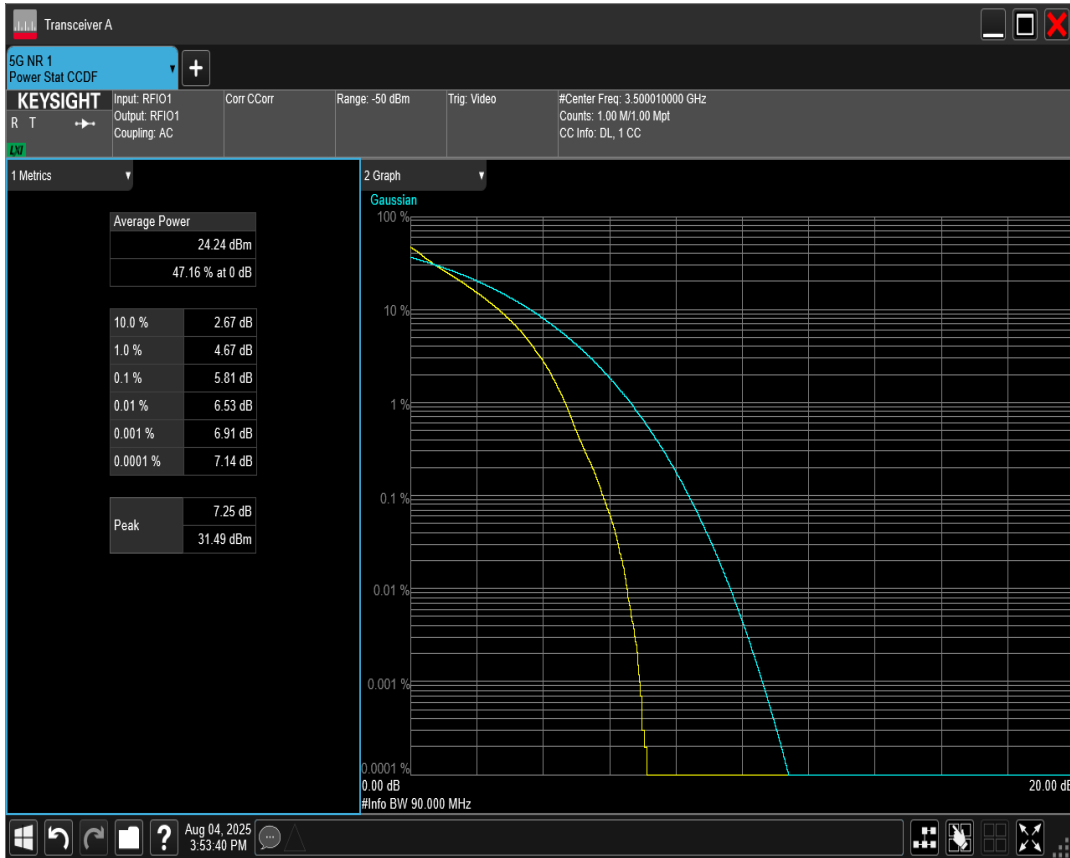 Transceiver A
5G NR 1
Power Stat CCDF
KEYSIGHT
R T
LXI
Input: RFIO1
Output: RFIO1
Coupling: AC
Corr CCorr
Range: -50 dBm
Trig: Video
#Center Freq: 3.500010000 GHz
Counts: 1.00 M/1.00 Mpt
CC Info: DL, 1 CC
1 Metrics
Average Power
24.24 dBm
47.16 % at 0 dB
10.0 % 2.67 dB
1.0 % 4.67 dB
0.1 % 5.81 dB
0.01 % 6.53 dB
0.001 % 6.91 dB
0.0001 % 7.14 dB
Peak
7.25 dB
31.49 dBm
2 Graph
Gaussian
100 %
10 %
1 %
0.1 %
0.01 %
0.001 %
0.0001 %
0.00 dB 20.00 dB
#Info BW 90.000 MHz
?
Aug 04, 2025
3:53:40 PM